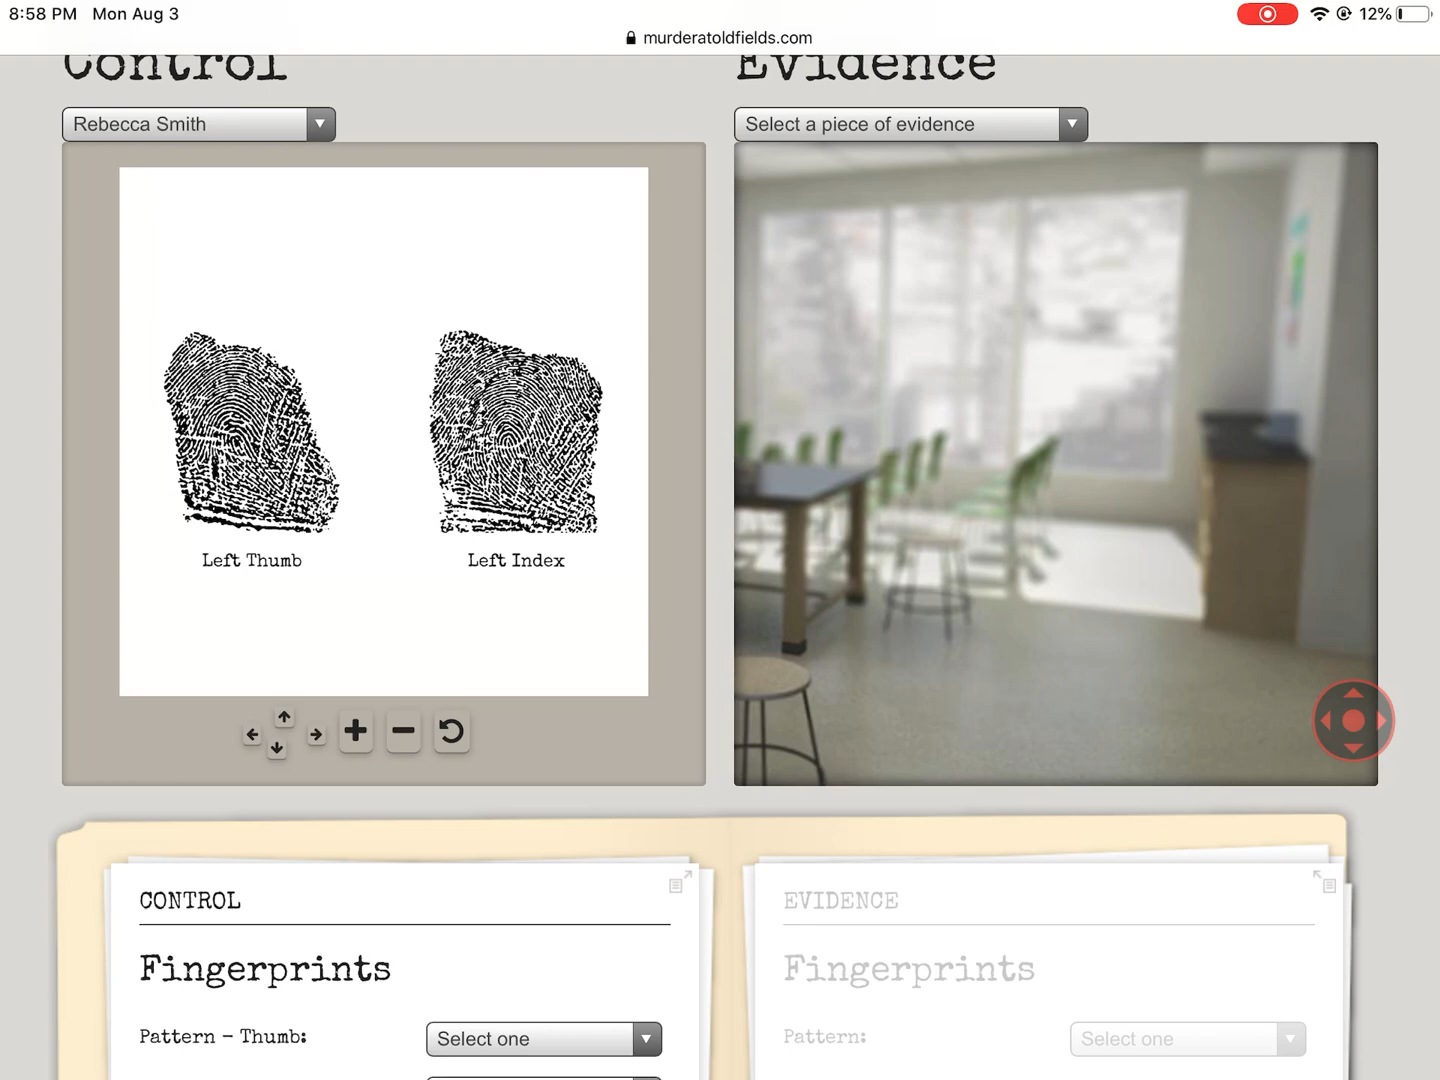 8:58 PM Mon Aug 3
12%
murderatoldfields.com
Control
Evidence
Rebecca Smith
Select a piece of evidence
Left Thumb
Left Index
CONTROL
EVIDENCE
Fingerprints
Fingerprints
Pattern - Thumb:
Select one
Pattern:
Select one